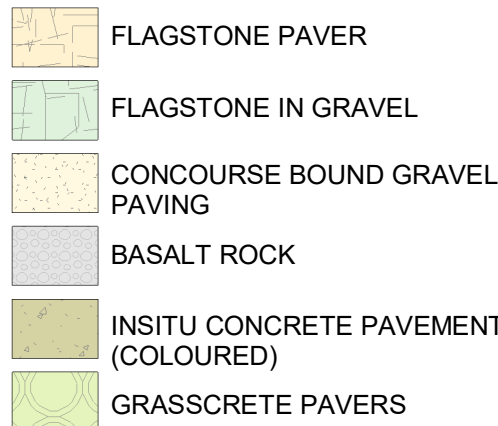 FLAGSTONE PAVER
FLAGSTONE IN GRAVEL
CONCOURSE BOUND GRAVEL
PAVING
BASALT ROCK
INSITU CONCRETE PAVEMENT
(COLOURED)
GRASSCRETE PAVERS